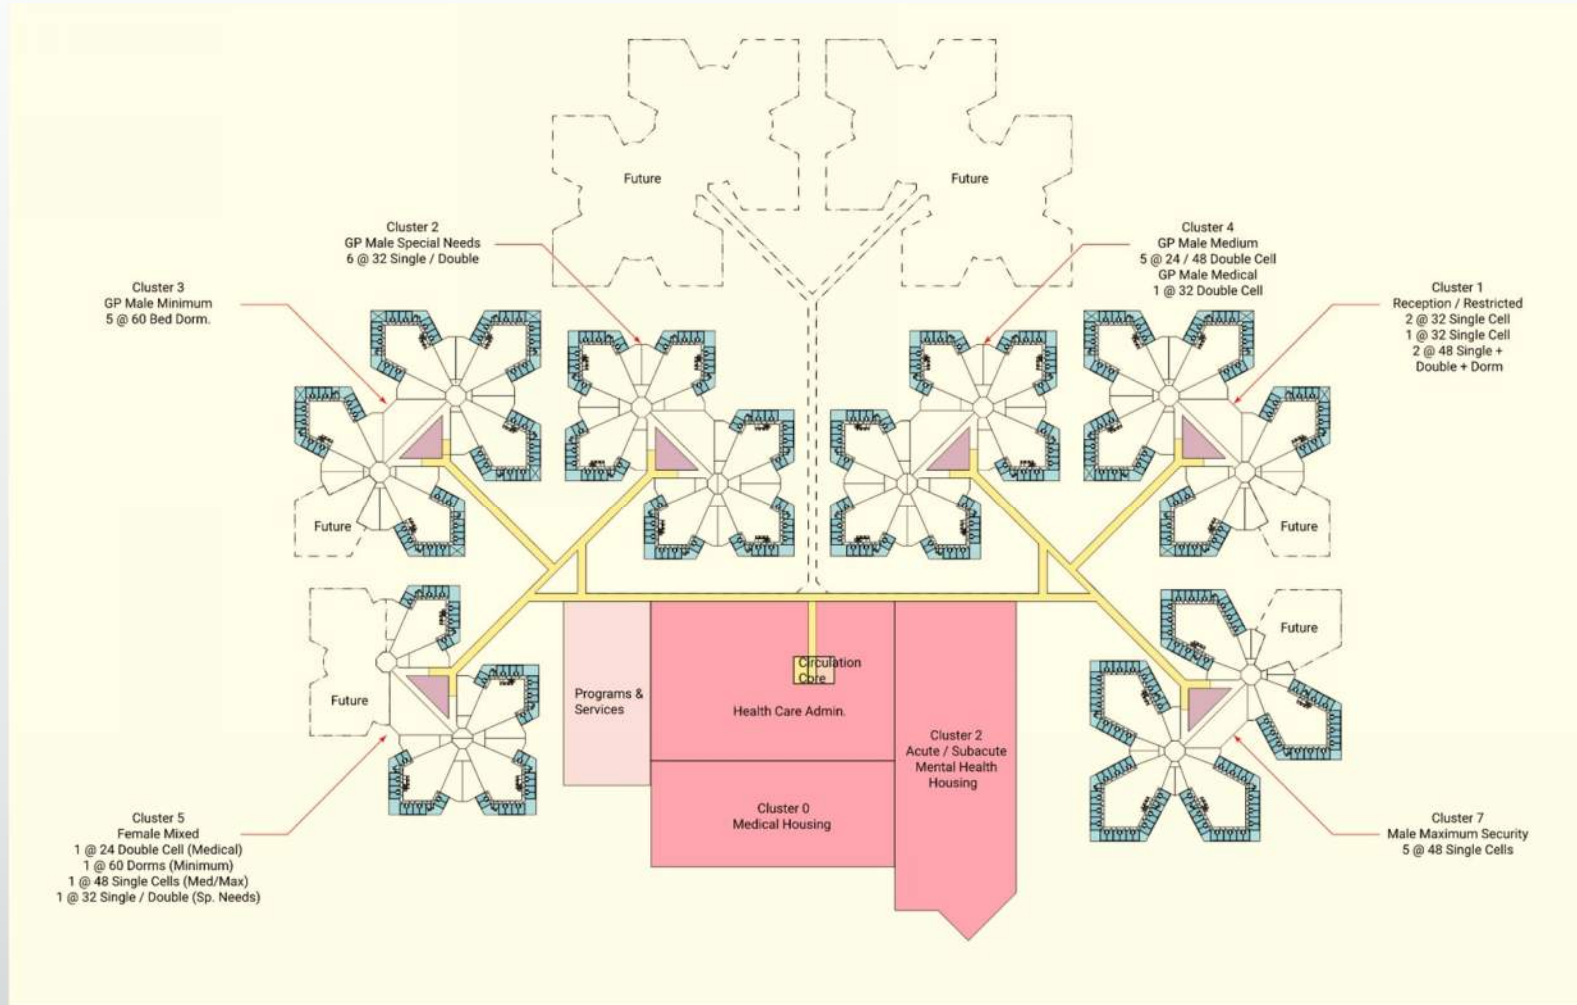 Future
Future
Cluster 2
GP Male Special Needs
6 @ 32 Single / Double
Cluster 4
GP Male Medium
5 @ 24 / 48 Double Cell
GP Male Medical
1 @ 32 Double Cell
Cluster 3
GP Male Minimum
5 @ 60 Bed Dorm.
Cluster 1
Reception / Restricted
2 @ 32 Single Cell
1 @ 32 Single Cell
2 @ 48 Single +
Double + Dorm
Future
Future
Future
Future
Programs &
Services
Circulation
Core
Health Care Admin.
Cluster 2
Acute / Subacute
Mental Health
Housing
Cluster 0
Medical Housing
Cluster 5
Female Mixed
1 @ 24 Double Cell (Medical)
1 @ 60 Dorms (Minimum)
1 @ 48 Single Cells (Med/Max)
1 @ 32 Single / Double (Sp. Needs)
Cluster 7
Male Maximum Security
5 @ 48 Single Cells